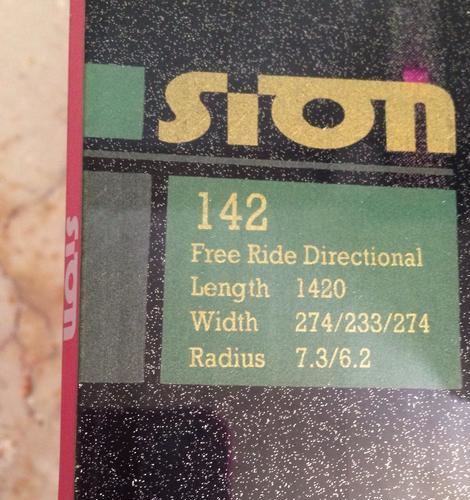 sion
142
Free Ride Directional
Length 1420
Width 274/233/274
Radius 7.3/6.2
sion